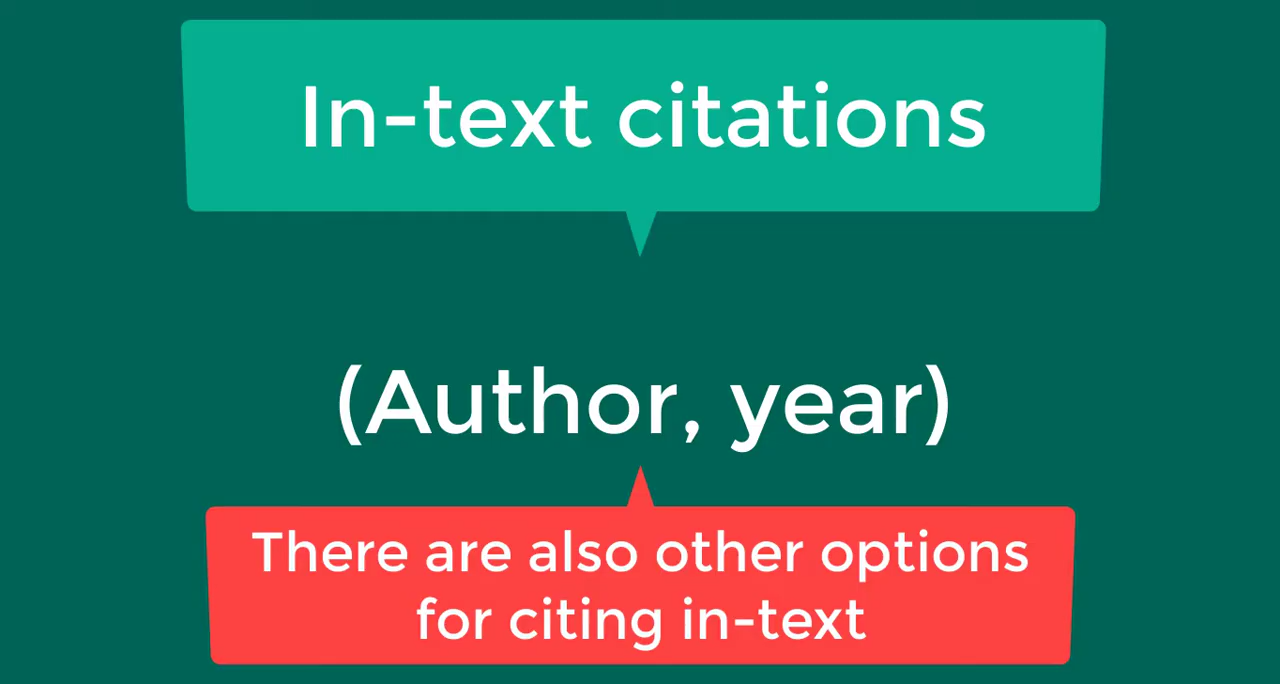 In-text citations
(Author, year)
There are also other options
for citing in-text